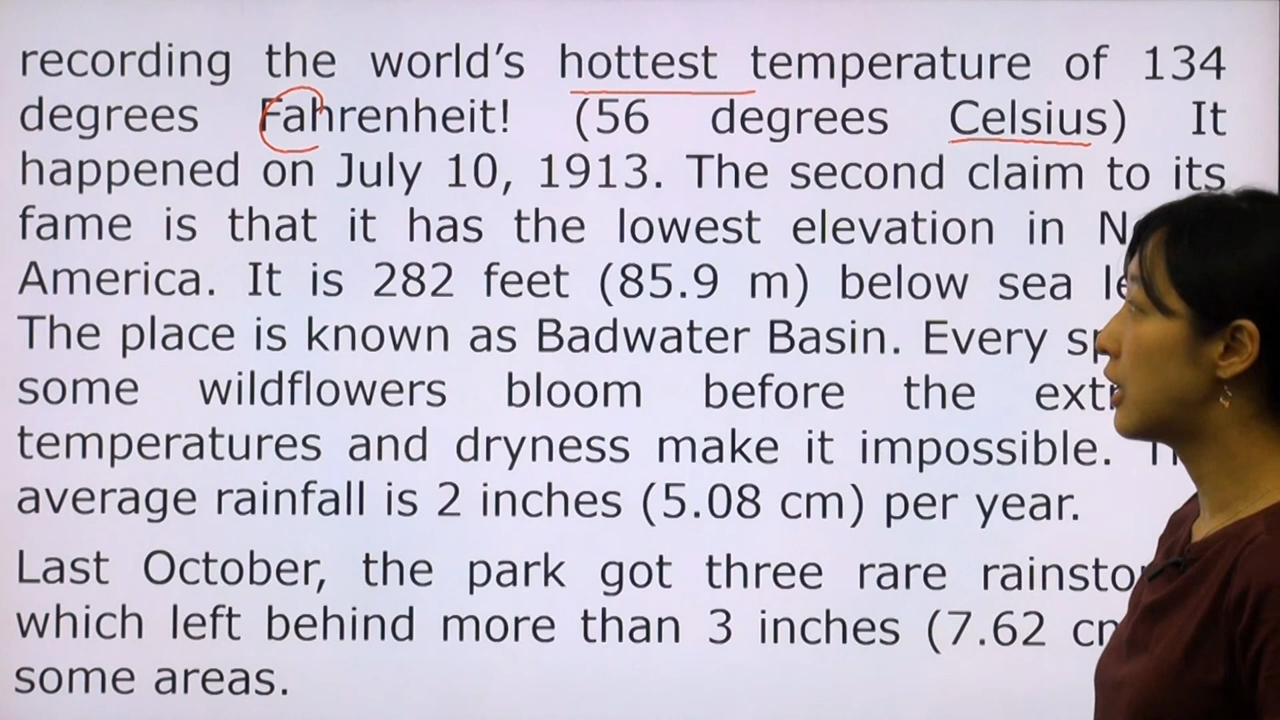 recording the world's hottest temperature of 134
degrees Fahrenheit! (56 degrees Celsius) It
happened on July 10, 1913. The second claim to its
fame is that it has the lowest elevation in
America. It is 282 feet (85.9 m) below sea
The place is known as Badwater Basin. Every
some wildflowers bloom before the
temperatures and dryness make it impossible.
average rainfall is 2 inches (5.08 cm) per year.
Last October, the park got three rare
which left behind more than 3 inches (7.62
some areas.